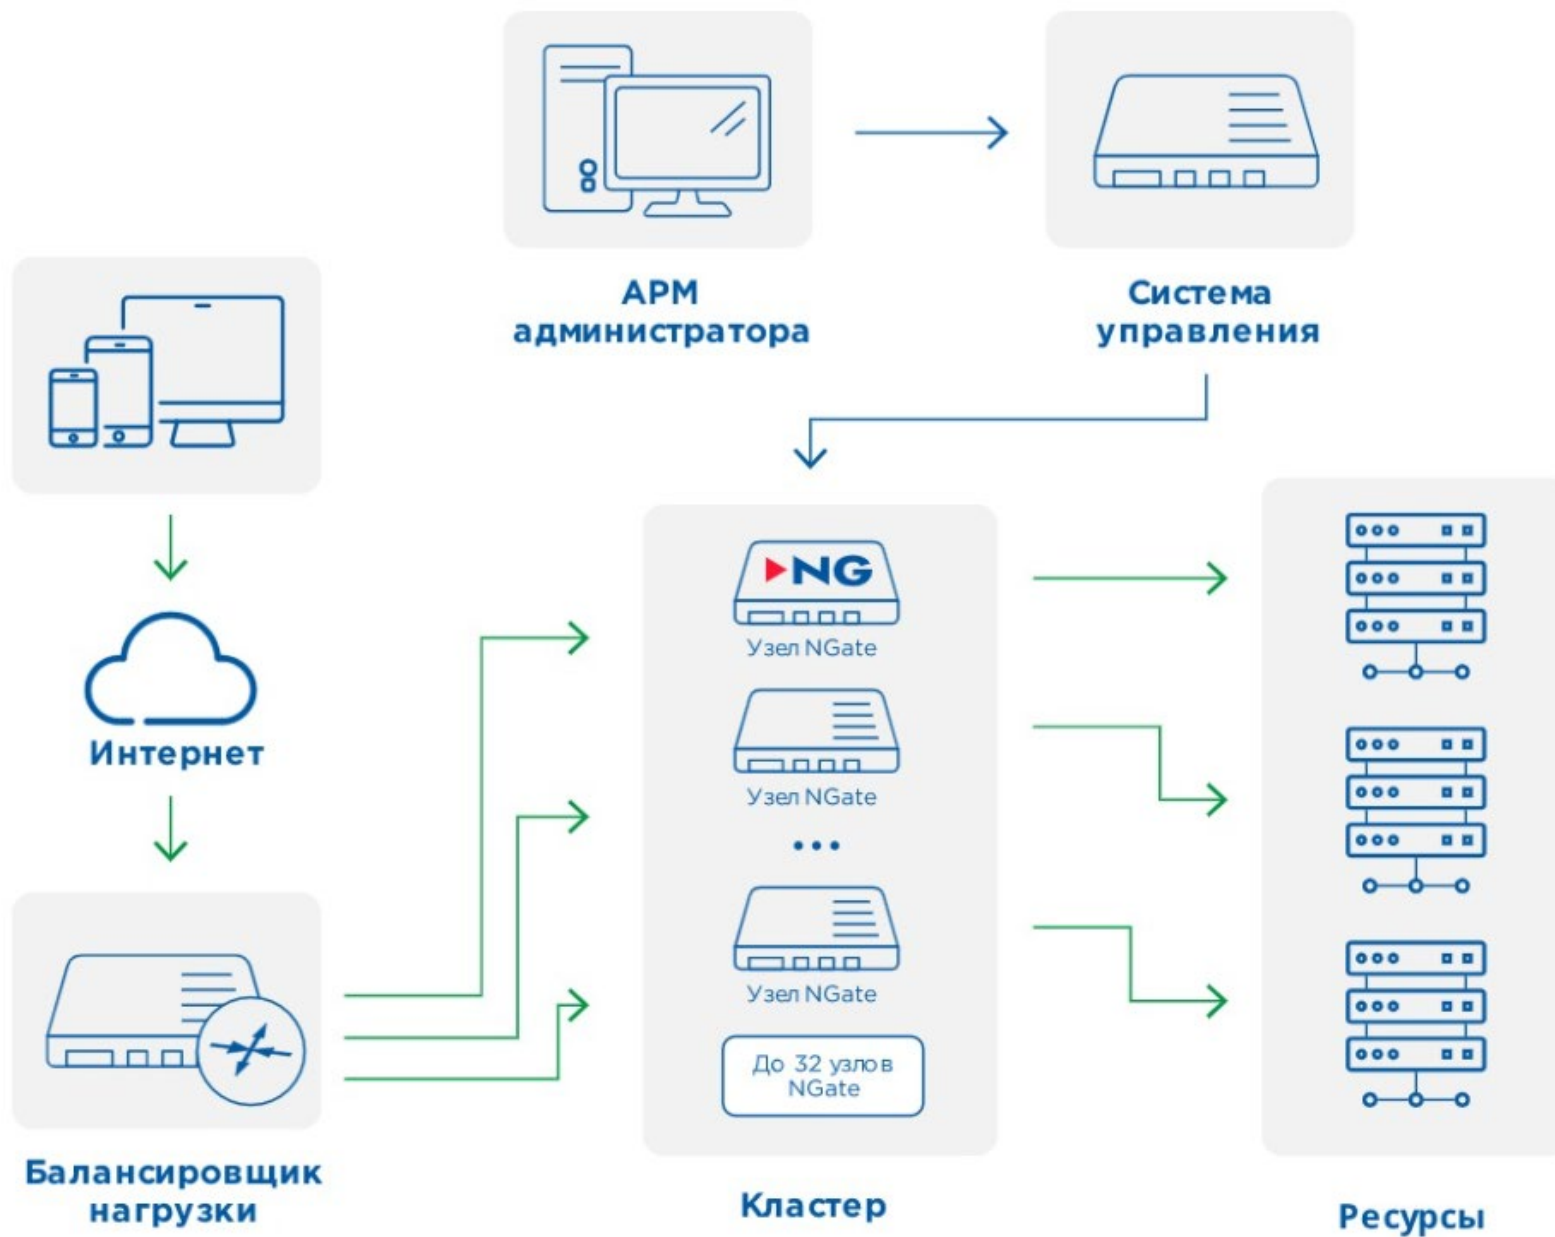 АРМ
администратора
Система
управления
Интернет
NG
Узел NGate
Узел NGate
...
Узел NGate
До 32 узлов
NGate
Балансировщик
нагрузки
Кластер
Ресурсы